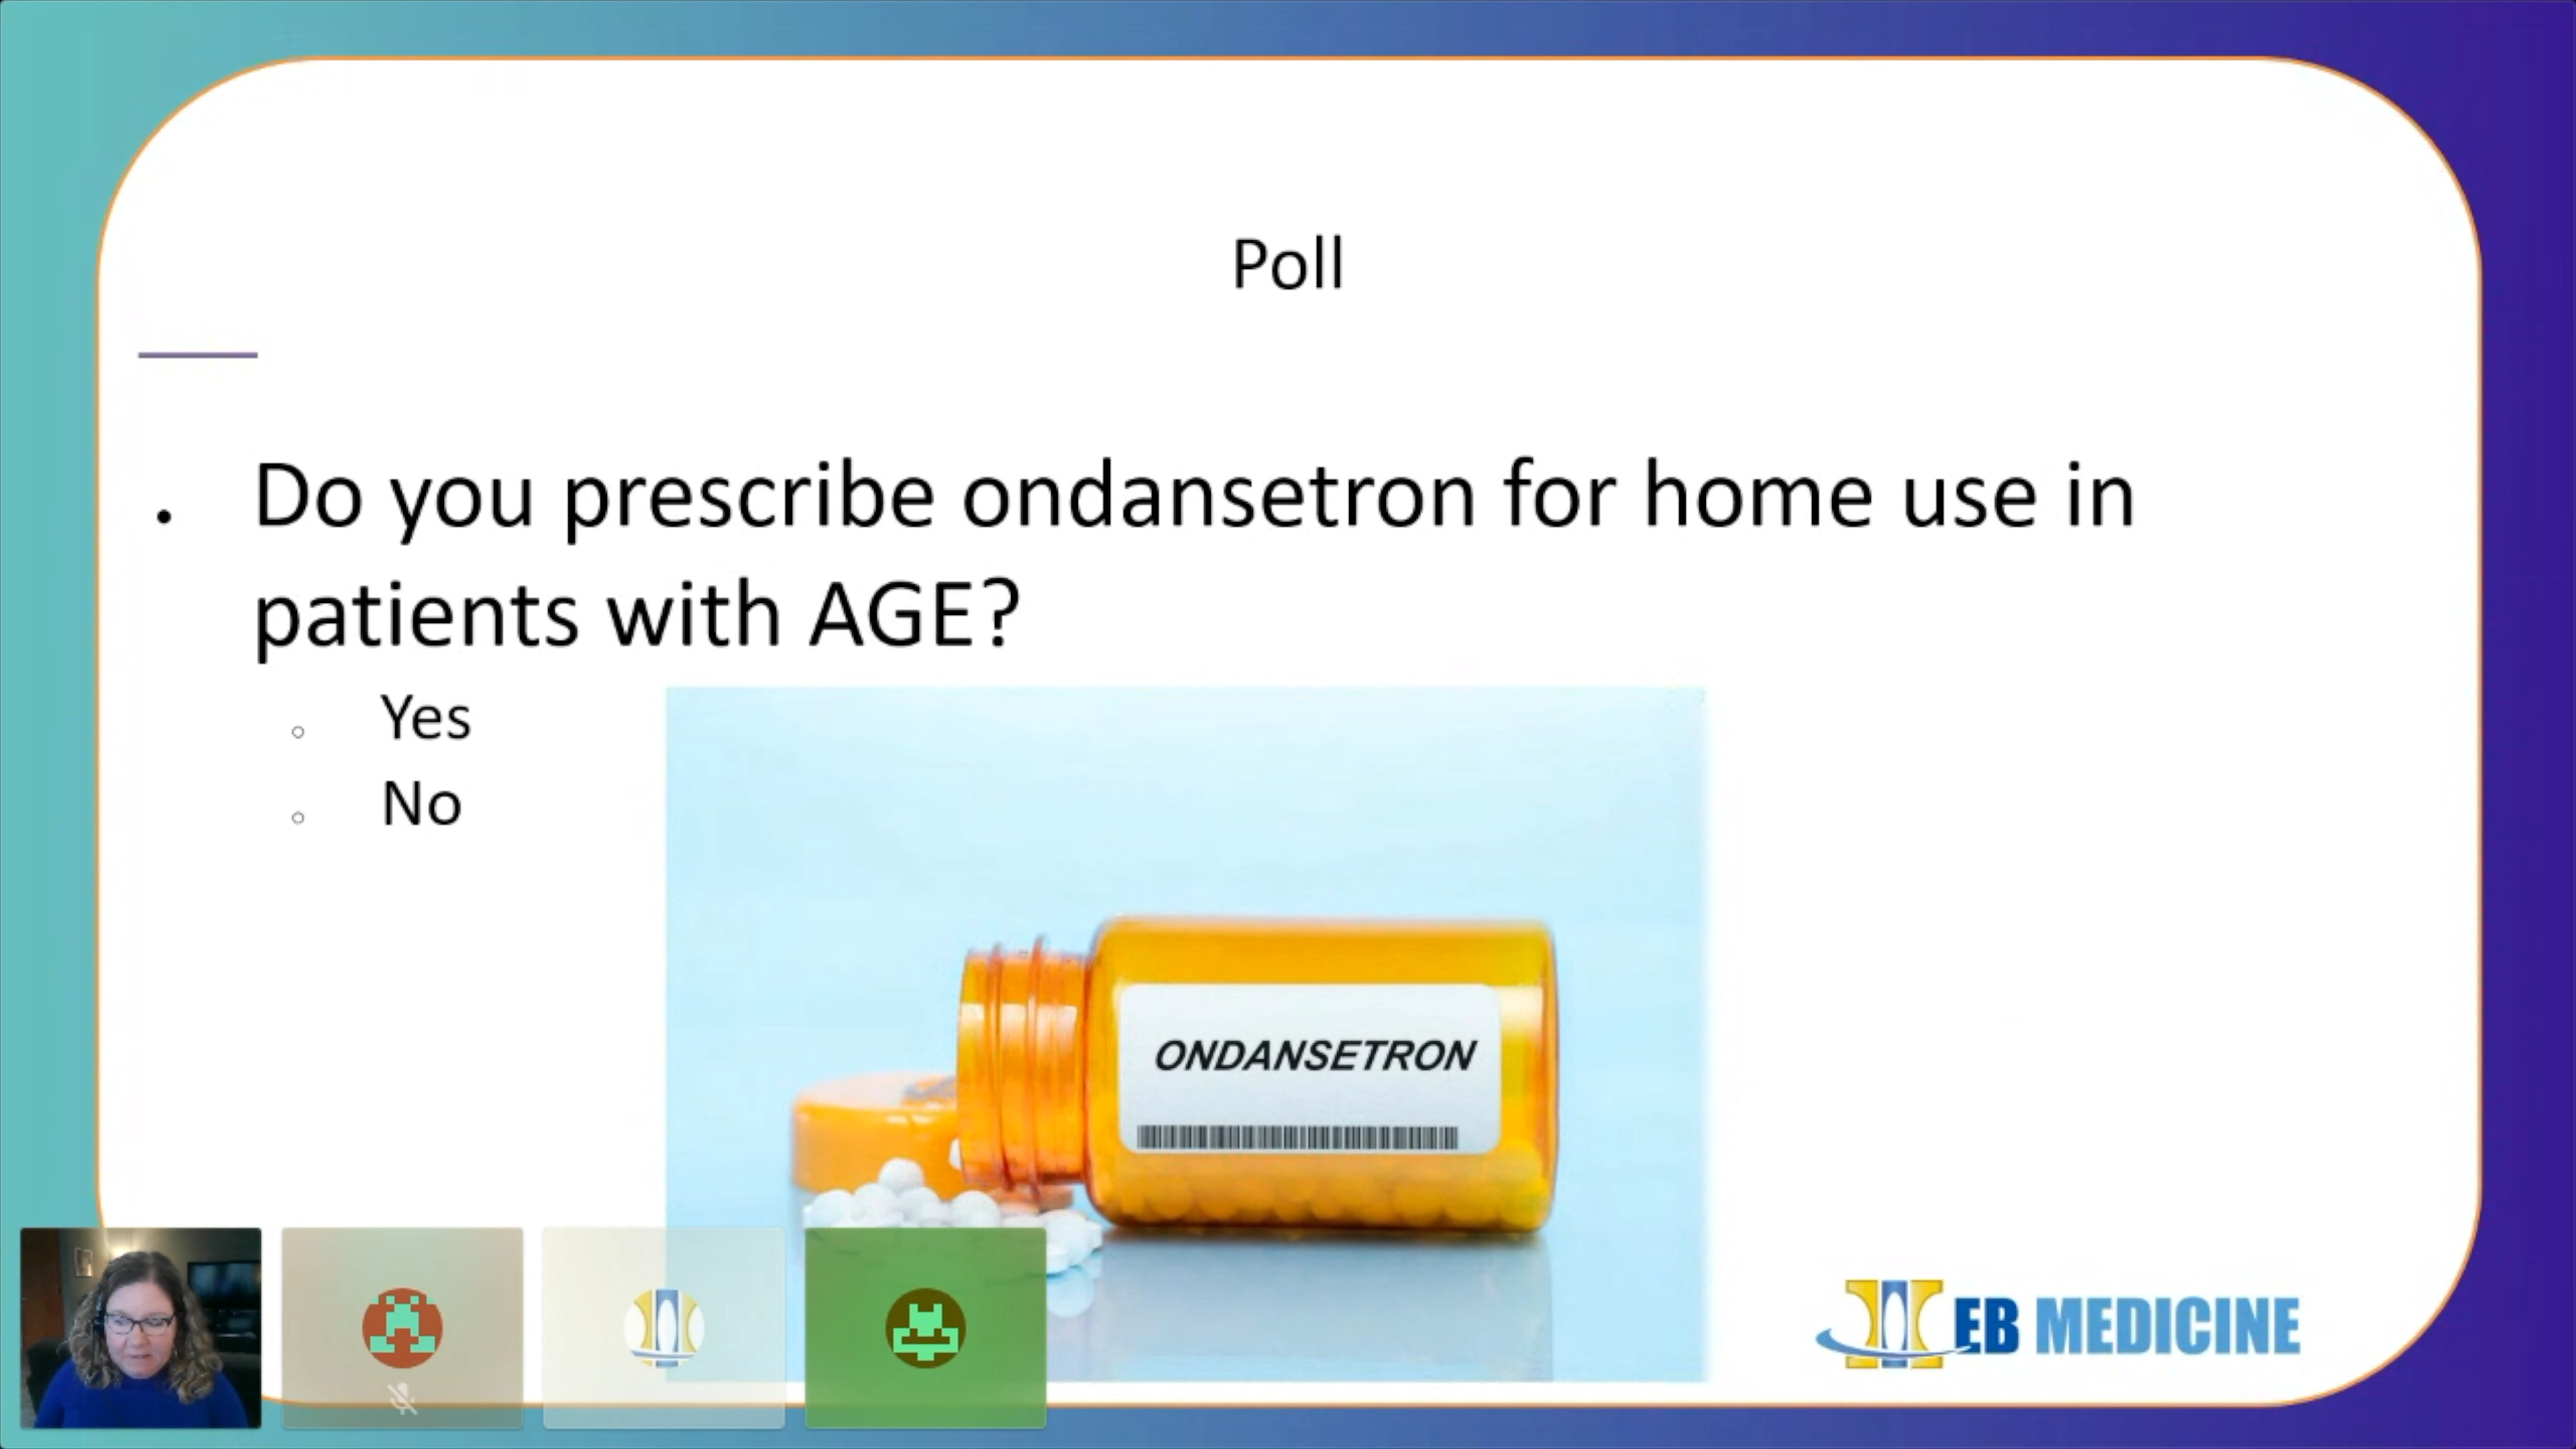 Poll
Do you prescribe ondansetron for home use in
patients with AGE?
Yes
No
ONDANSETRON
EB MEDICINE